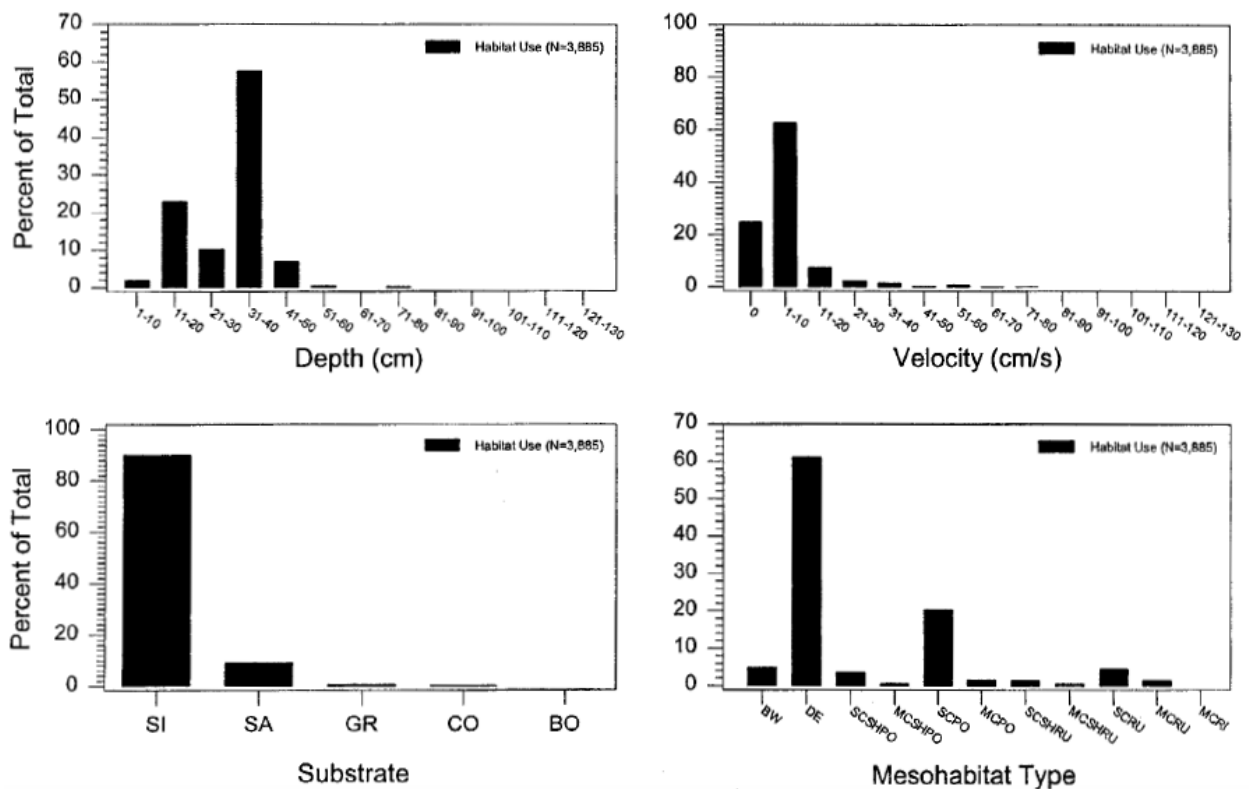 70
60
50
40
30
20
10
0
Percent of Total
Habitat Use (N=3,885)
1-10
11-20
21-30
31-40
41-50
51-60
61-70
71-80
81-90
91-100
101-110
111-120
121-130
Depth (cm)
100
80
60
40
20
0
Habitat Use (N=3,885)
0
1-10
11-20
21-30
31-40
41-50
51-60
61-70
71-80
81-90
91-100
101-110
111-120
121-130
Velocity (cm/s)
100
80
60
40
20
0
Percent of Total
Habitat Use (N=3,885)
SI
SA
GR
CO
BO
Substrate
70
60
50
40
30
20
10
0
Habitat Use (N=3,885)
BW
DE
SCSHPO
MCSHPO
SCPO
MCPO
SCSHRU
MCSHRU
SCRU
MCRU
MCRI
Mesohabitat Type